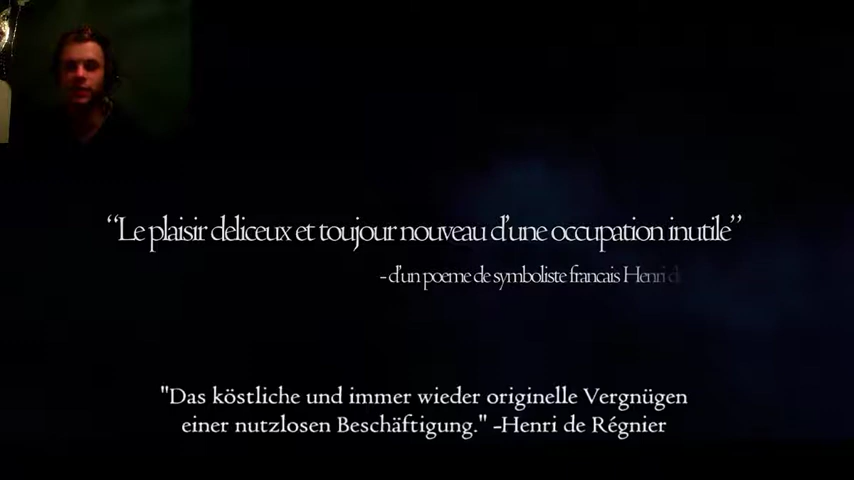 “Le plaisir deliceux et toujour nouveau d'une occupation inutile”
- d'un poeme de symboliste francais Henri de
"Das köstliche und immer wieder originelle Vergnügen
einer nutzlosen Beschäftigung." -Henri de Régnier